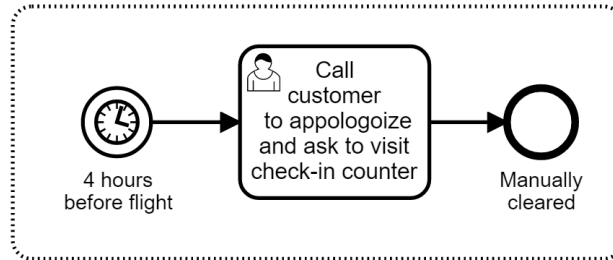 4 hours
before flight
Call
customer
to appologoize
and ask to visit
check-in counter
Manually
cleared